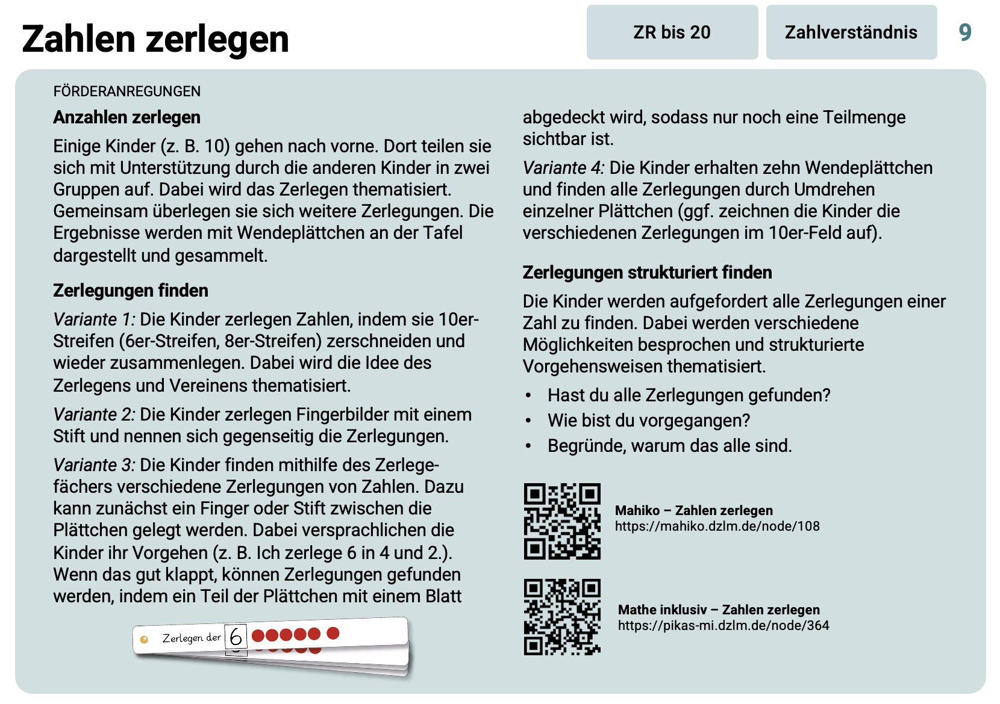 Zahlen zerlegen
ZR bis 20
Zahlverständnis
9
FÖRDERANREGUNGEN
Anzahlen zerlegen
Einige Kinder (z. B. 10) gehen nach vorne. Dort teilen sie
sich mit Unterstützung durch die anderen Kinder in zwei
Gruppen auf. Dabei wird das Zerlegen thematisiert.
Gemeinsam überlegen sie sich weitere Zerlegungen. Die
Ergebnisse werden mit Wendeplättchen an der Tafel
dargestellt und gesammelt.
Zerlegungen finden
Variante 1: Die Kinder zerlegen Zahlen, indem sie 10er-
Streifen (6er-Streifen, 8er-Streifen) zerschneiden und
wieder zusammenlegen. Dabei wird die Idee des
Zerlegens und Vereinens thematisiert.
Variante 2: Die Kinder zerlegen Fingerbilder mit einem
Stift und nennen sich gegenseitig die Zerlegungen.
Variante 3: Die Kinder finden mithilfe des Zerlege-
fächers verschiedene Zerlegungen von Zahlen. Dazu
kann zunächst ein Finger oder Stift zwischen die
Plättchen gelegt werden. Dabei versprachlichen die
Kinder ihr Vorgehen (z. B. Ich zerlege 6 in 4 und 2.).
Wenn das gut klappt, können Zerlegungen gefunden
werden, indem ein Teil der Plättchen mit einem Blatt
Zerlegen der 6
abgedeckt wird, sodass nur noch eine Teilmenge
sichtbar ist.
Variante 4: Die Kinder erhalten zehn Wendeplättchen
und finden alle Zerlegungen durch Umdrehen
einzelner Plättchen (ggf. zeichnen die Kinder die
verschiedenen Zerlegungen im 10er-Feld auf).
Zerlegungen strukturiert finden
Die Kinder werden aufgefordert alle Zerlegungen einer
Zahl zu finden. Dabei werden verschiedene
Möglichkeiten besprochen und strukturierte
Vorgehensweisen thematisiert.
• Hast du alle Zerlegungen gefunden?
• Wie bist du vorgegangen?
• Begründe, warum das alle sind.
Mahiko – Zahlen zerlegen
https://mahiko.dzlm.de/node/108
Mathe inklusiv – Zahlen zerlegen
https://pikas-mi.dzlm.de/node/364